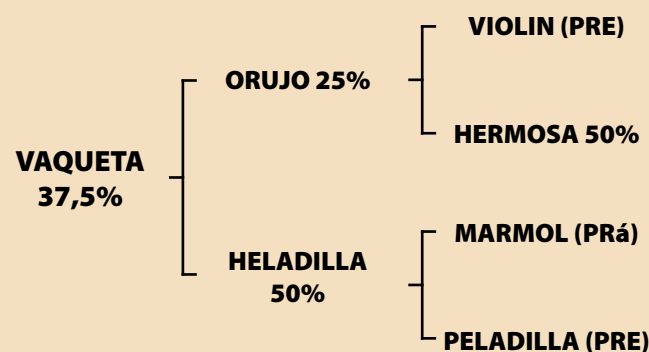 VIOLIN (PRE)
ORUJO 25%
HERMOSA 50%
VAQUETA
37,5%
MARMOL (PRá)
HELADILLA
50%
PELADILLA (PRE)